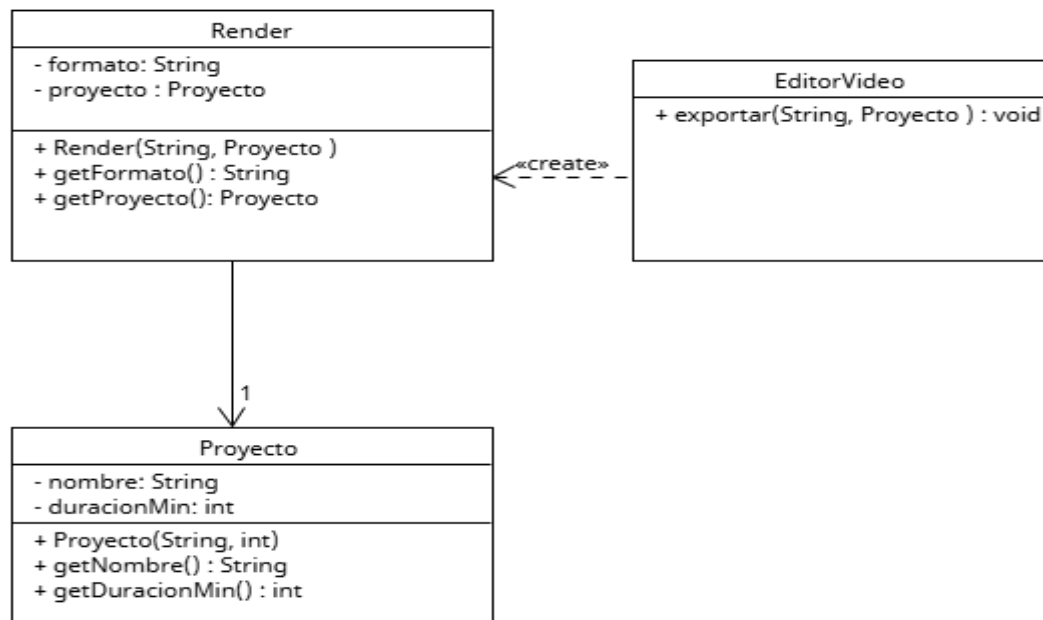 Render
- formato: String
- proyecto : Proyecto
+ Render(String, Proyecto )
+ getFormato() : String
+ getProyecto(): Proyecto
«create»
EditorVideo
+ exportar(String, Proyecto ) : void
1
Proyecto
- nombre: String
- duracionMin: int
+ Proyecto(String, int)
+ getNombre() : String
+ getDuracionMin() : int